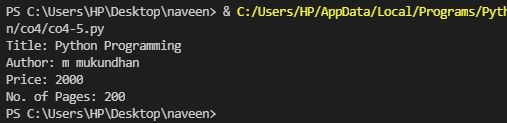 PS C:\Users\HP\Desktop\naveen> & C:/Users/HP/AppData/Local/Programs/Pyth
n/co4/co4-5.py
Title: Python Programming
Author: m mukundhan
Price: 2000
No. of Pages: 200
PS C:\Users\HP\Desktop\naveen>